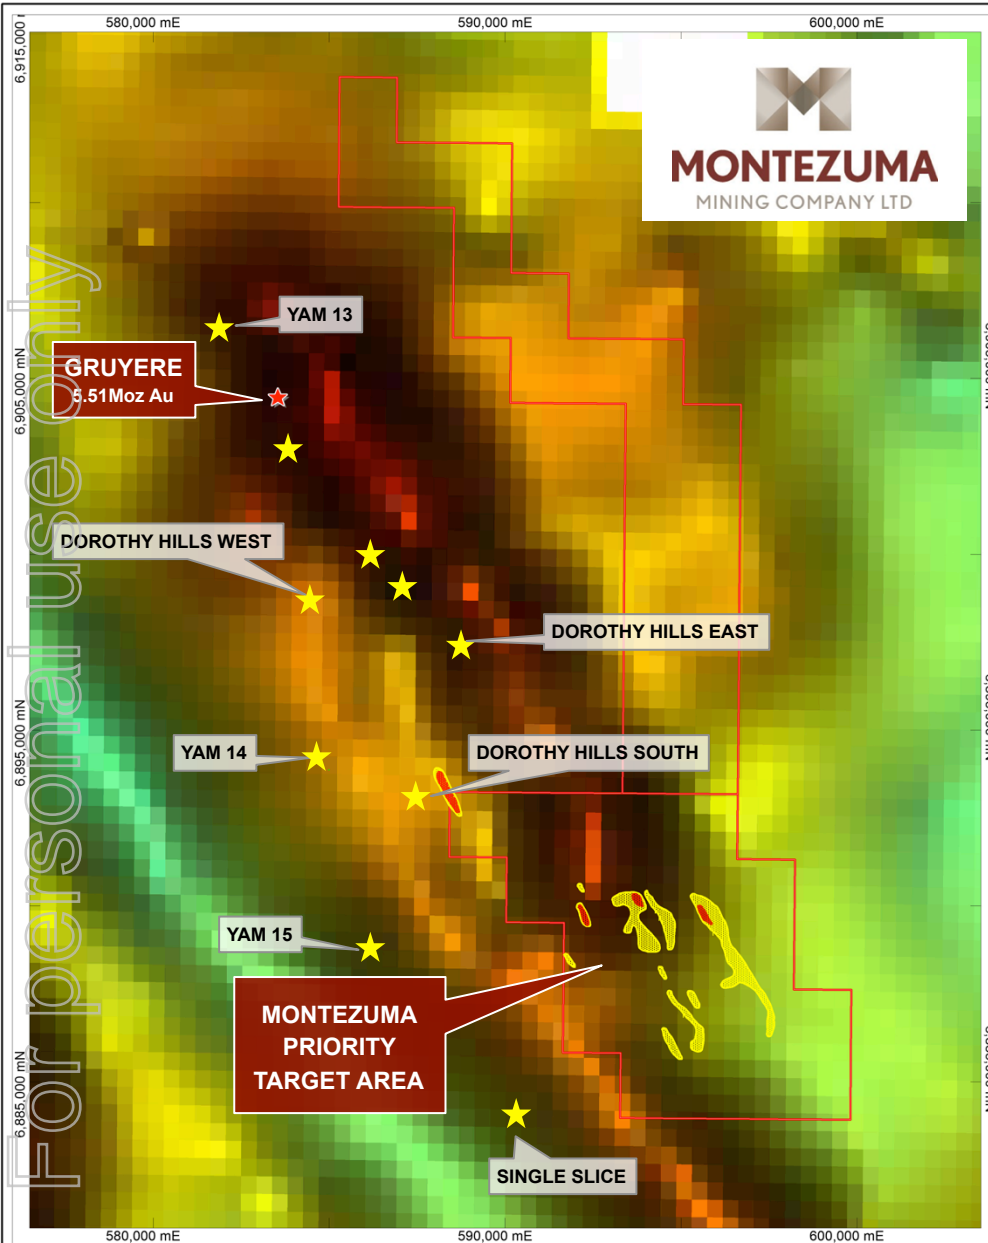 580,000 mE
590,000 mE
600,000 mE
6,915,000
MONTEZUMA
MINING COMPANY LTD
YAM 13
GRUYERE
5.51Moz Au
6,905,000 mN
DOROTHY HILLS WEST
DOROTHY HILLS EAST
6,895,000 mN
YAM 14
DOROTHY HILLS SOUTH
YAM 15
MONTEZUMA
PRIORITY
TARGET AREA
6,885,000 mN
SINGLE SLICE
580,000 mE
590,000 mE
600,000 mE
For personal use only